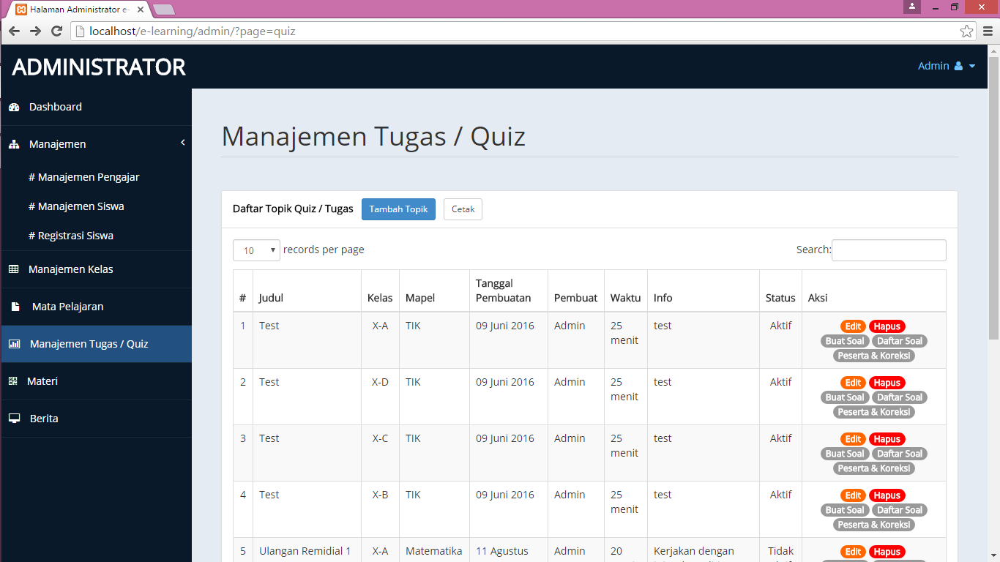 Halaman Administrator e-
localhost/e-learning/admin/?page=quiz
ADMINISTRATOR
Admin
Dashboard
Manajemen
# Manajemen Pengajar
# Manajemen Siswa
# Registrasi Siswa
Manajemen Kelas
Mata Pelajaran
Manajemen Tugas / Quiz
Materi
Berita
Manajemen Tugas / Quiz
Daftar Topik Quiz / Tugas Tambah Topik Cetak
10 records per page Search:
# Judul Kelas Mapel Tanggal Pembuatan Pembuat Waktu Info Status Aksi
1 Test X-A TIK 09 Juni 2016 Admin 25 menit test Aktif Edit Hapus
Buat Soal Daftar Soal
Peserta & Koreksi
2 Test X-D TIK 09 Juni 2016 Admin 25 menit test Aktif Edit Hapus
Buat Soal Daftar Soal
Peserta & Koreksi
3 Test X-C TIK 09 Juni 2016 Admin 25 menit test Aktif Edit Hapus
Buat Soal Daftar Soal
Peserta & Koreksi
4 Test X-B TIK 09 Juni 2016 Admin 25 menit test Aktif Edit Hapus
Buat Soal Daftar Soal
Peserta & Koreksi
5 Ulangan Remidial 1 X-A Matematika 11 Agustus Admin 20 Kerjakan dengan Tidak Edit Hapus